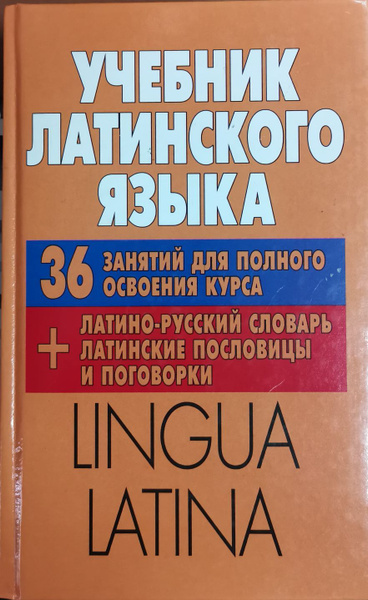 УЧЕБНИК
ЛАТИНСКОГО
ЯЗЫКА
36 ЗАНЯТИЙ ДЛЯ ПОЛНОГО
ОСВОЕНИЯ КУРСА
+ ЛАТИНО-РУССКИЙ СЛОВАРЬ
ЛАТИНСКИЕ ПОСЛОВИЦЫ
И ПОГОВОРКИ
LINGUA
LATINA